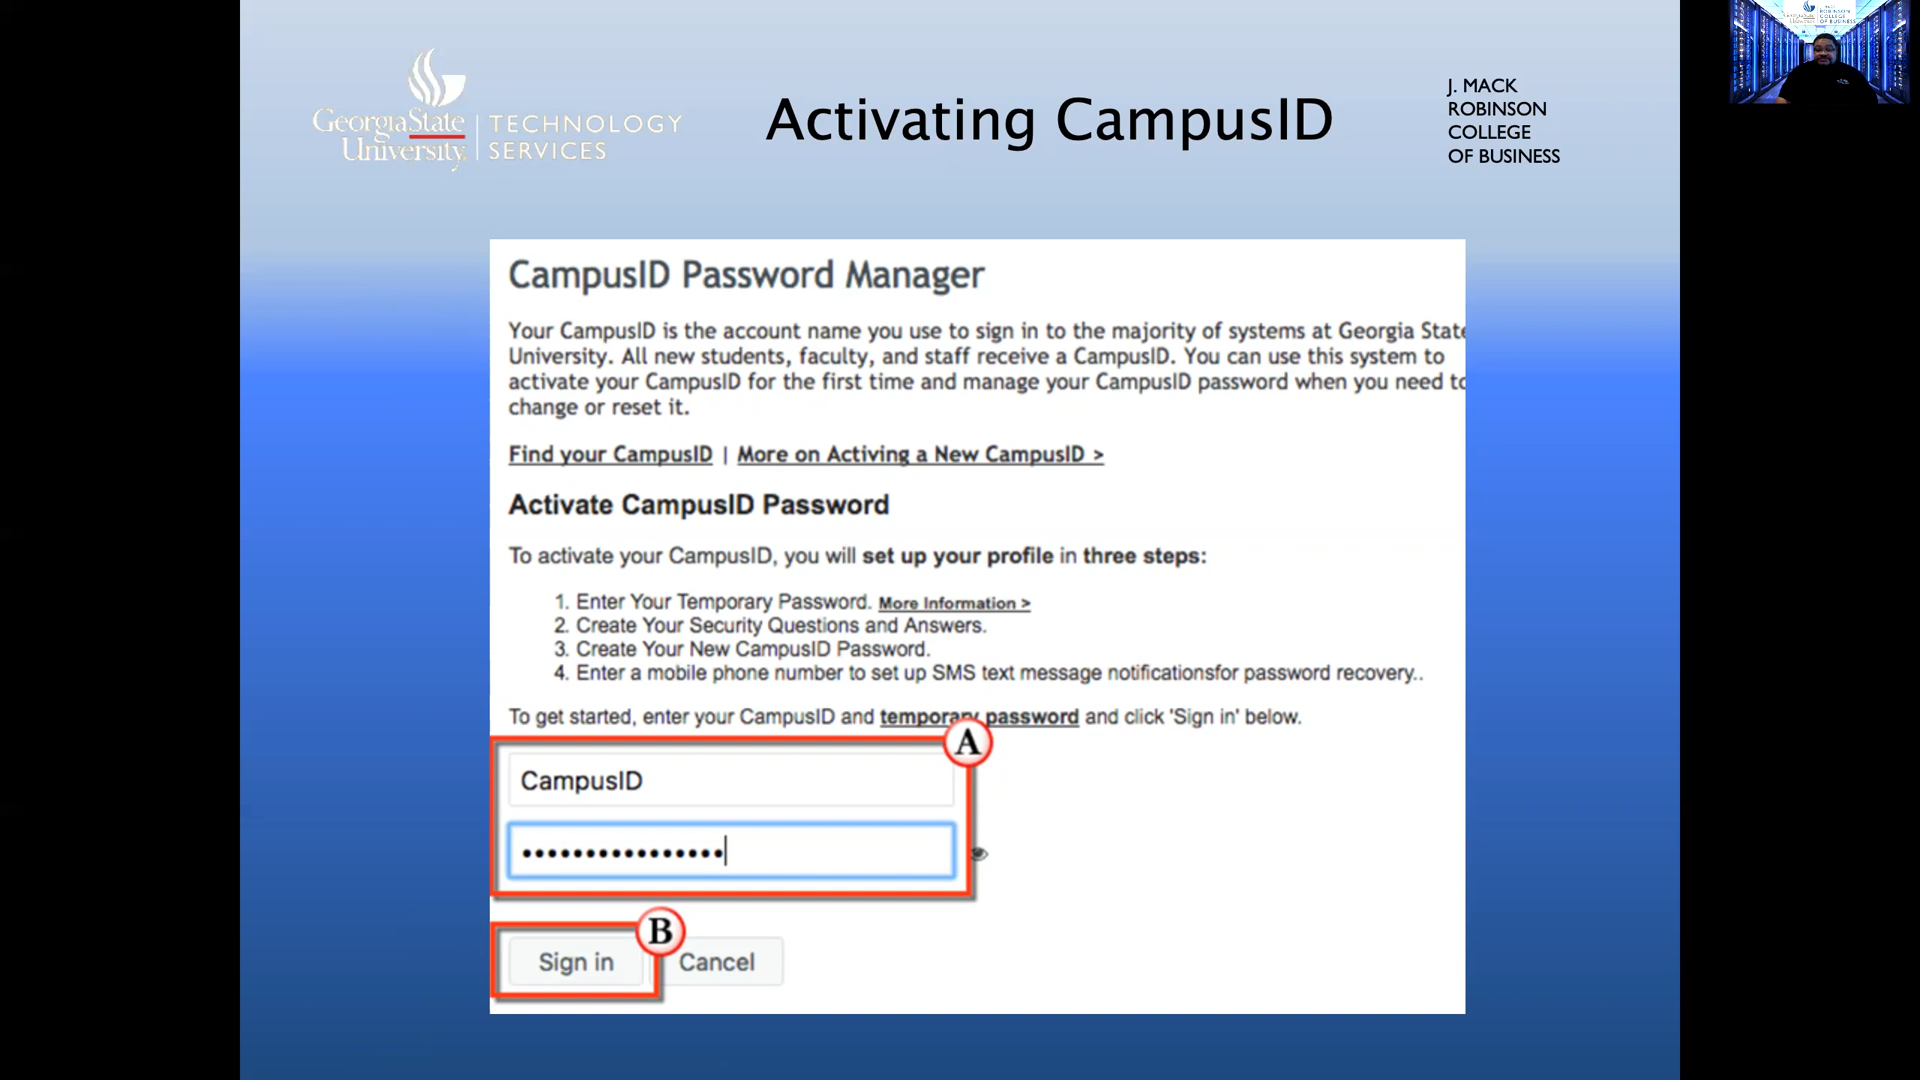 Georgia State
University
TECHNOLOGY
SERVICES
Activating CampusID
J. MACK
ROBINSON
COLLEGE
OF BUSINESS
CampusID Password Manager
Your CampusID is the account name you use to sign in to the majority of systems at Georgia State
University. All new students, faculty, and staff receive a CampusID. You can use this system to
activate your CampusID for the first time and manage your CampusID password when you need to
change or reset it.
Find your CampusID | More on Activing a New CampusID >
Activate CampusID Password
To activate your CampusID, you will set up your profile in three steps:
1. Enter Your Temporary Password. More Information >
2. Create Your Security Questions and Answers.
3. Create Your New CampusID Password.
4. Enter a mobile phone number to set up SMS text message notificationsfor password recovery..
To get started, enter your CampusID and temporary password and click 'Sign in' below.
A
CampusID
••••••••••••••••
B
Sign in
Cancel